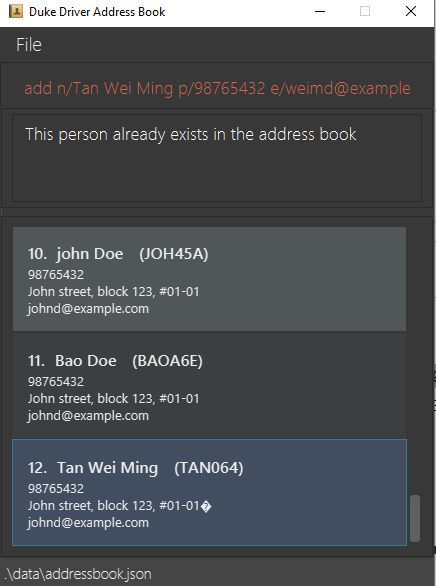 Duke Driver Address Book
File
add n/Tan Wei Ming p/98765432 e/weimd@example
This person already exists in the address book
10. john Doe (JOH45A)
98765432
John street, block 123, #01-01
johnd@example.com
11. Bao Doe (BAOA6E)
98765432
John street, block 123, #01-01
johnd@example.com
12. Tan Wei Ming (TAN064)
98765432
John street, block 123, #01-01�
johnd@example.com
.\data\addressbook.json